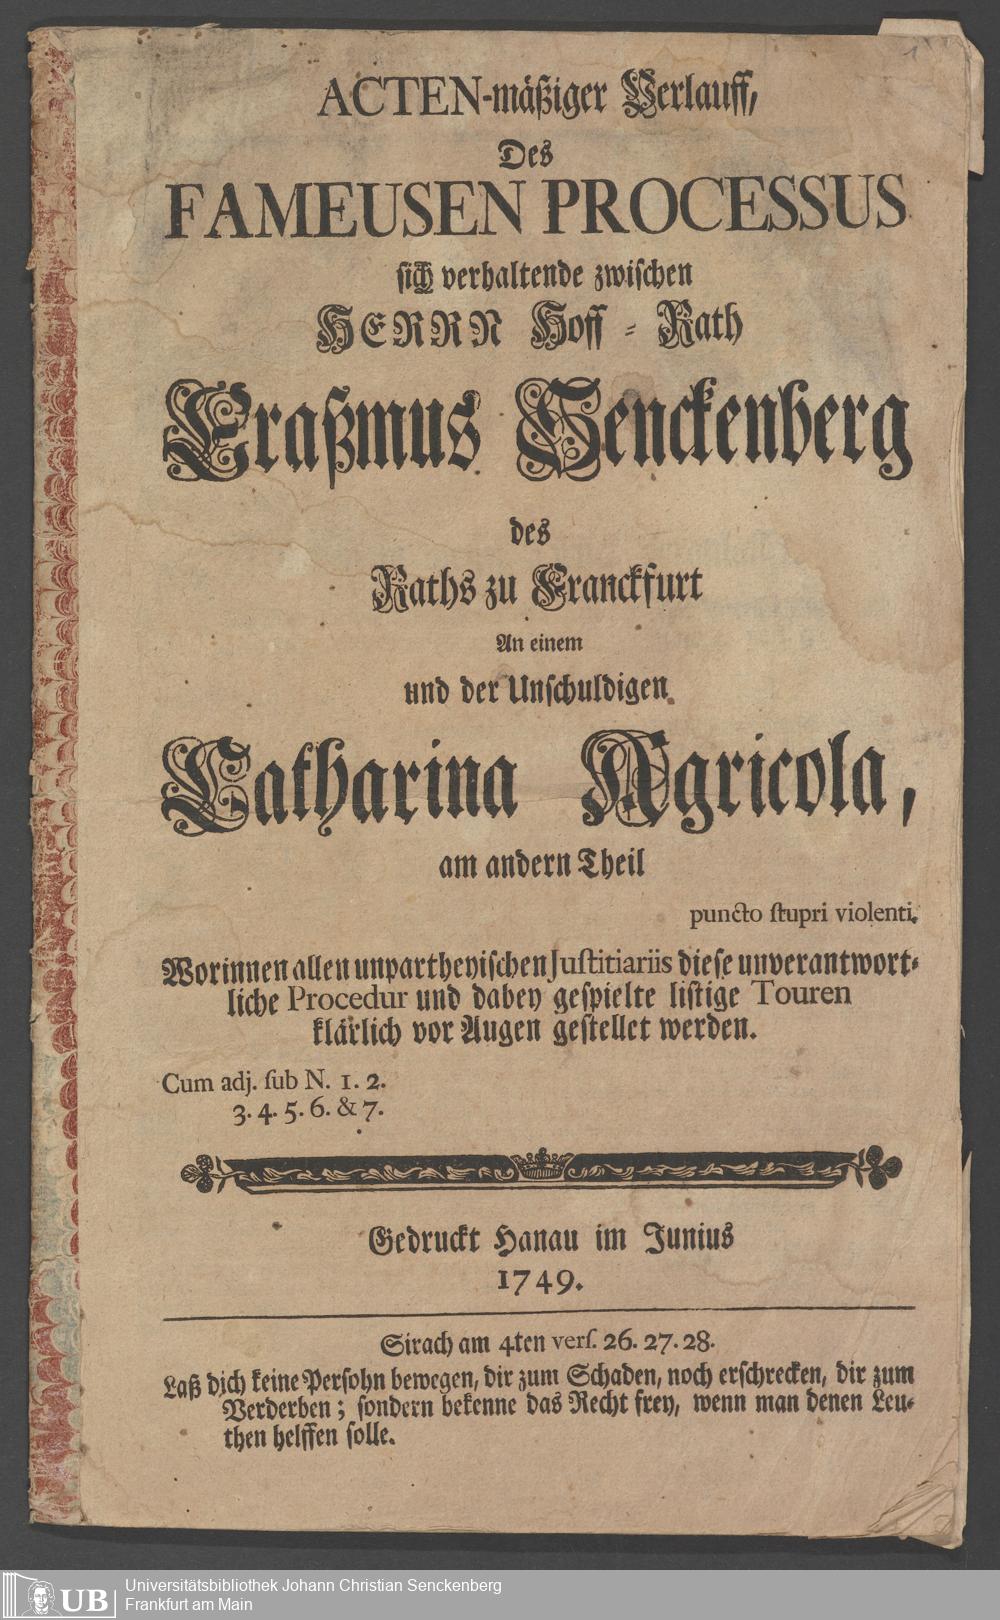 1
ACTEN-mäßiger Verlauff,
Des
FAMEUSEN PROCESSUS
sich verhaltende zwischen
HERRN Hoff-Rath
Eraßmus Senckenberg
des
Raths zu Franckfurt
An einem
und der Unschuldigen
Catharina Agricola,
am andern Theil
puncto stupri violenti.
Worinnen allen unpartheyischen Justitiariis diese unverantwort-
liche Procedur und dabey gespielte listige Touren
klärlich vor Augen gestellet werden.
Cum adj. sub N. 1. 2.
3. 4. 5. 6. & 7.
Gedruckt Hanau im Junius
1749.
Sirach am 4ten vers. 26. 27. 28.
Laß dich keine Persohn bewegen, dir zum Schaden, noch erschrecken, dir zum
Verderben; sondern bekenne das Recht frey, wenn man denen Leu-
then helffen solle.
UB
Universitätsbibliothek Johann Christian Senckenberg
Frankfurt am Main